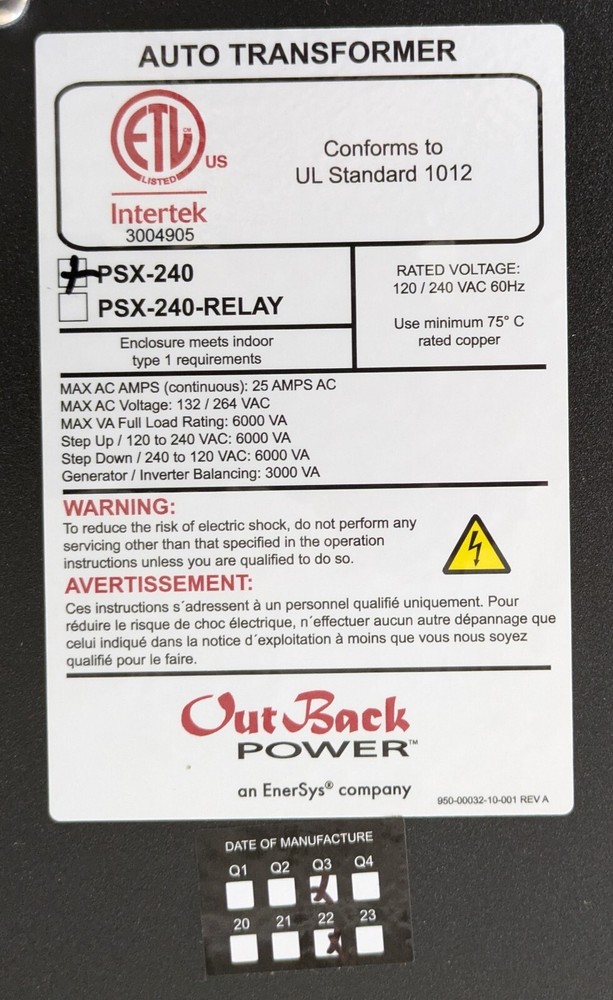 AUTO TRANSFORMER
ETL CM
LISTED
US
Intertek
3004905
Conforms to
UL Standard 1012
PSX-240
PSX-240-RELAY
Enclosure meets indoor
type 1 requirements
RATED VOLTAGE:
120 / 240 VAC 60Hz
Use minimum 75° C
rated copper
MAX AC AMPS (continuous): 25 AMPS AC
MAX AC Voltage: 132 / 264 VAC
MAX VA Full Load Rating: 6000 VA
Step Up / 120 to 240 VAC: 6000 VA
Step Down / 240 to 120 VAC: 6000 VA
Generator / Inverter Balancing: 3000 VA
WARNING:
To reduce the risk of electric shock, do not perform any
servicing other than that specified in the operation
instructions unless you are qualified to do so.
AVERTISSEMENT:
Ces instructions s´adressent à un personnel qualifié uniquement. Pour
réduire le risque de choc électrique, n´effectuer aucun autre dépannage que
celui indiqué dans la notice d´exploitation à moins que vous nous soyez
qualifié pour le faire.
OutBack
POWER™
an EnerSys® company
950-00032-10-001 REV A
DATE OF MANUFACTURE
Q1 Q2 Q3 Q4
20 21 22 23